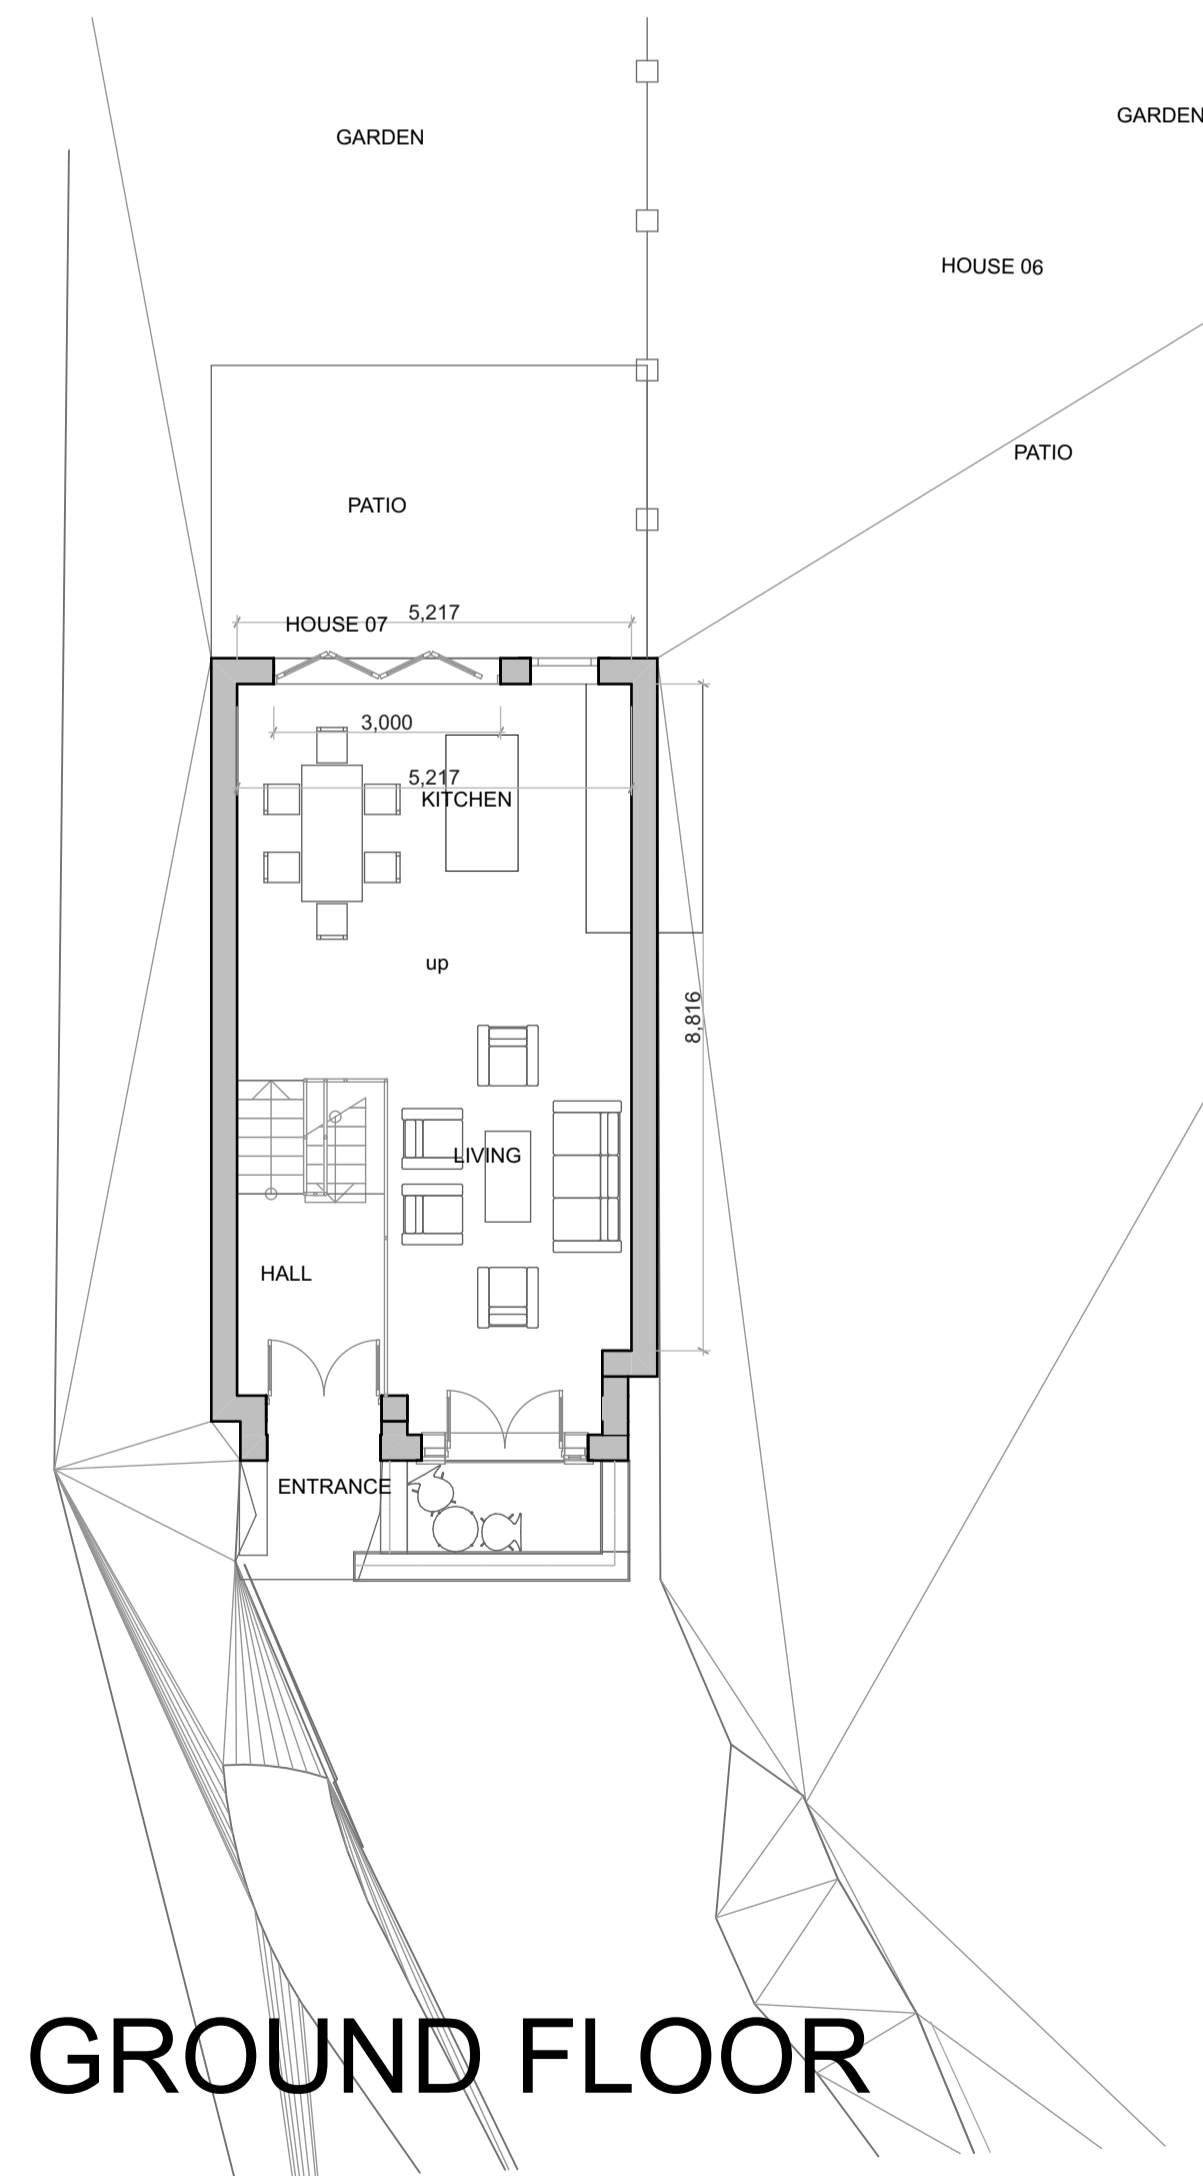 GARDEN
GARDEN
HOUSE 06
PATIO
PATIO
5,217
HOUSE 07
3,000
5,217
KITCHEN
up
8,816
LIVING
HALL
ENTRANCE
GROUND FLOOR